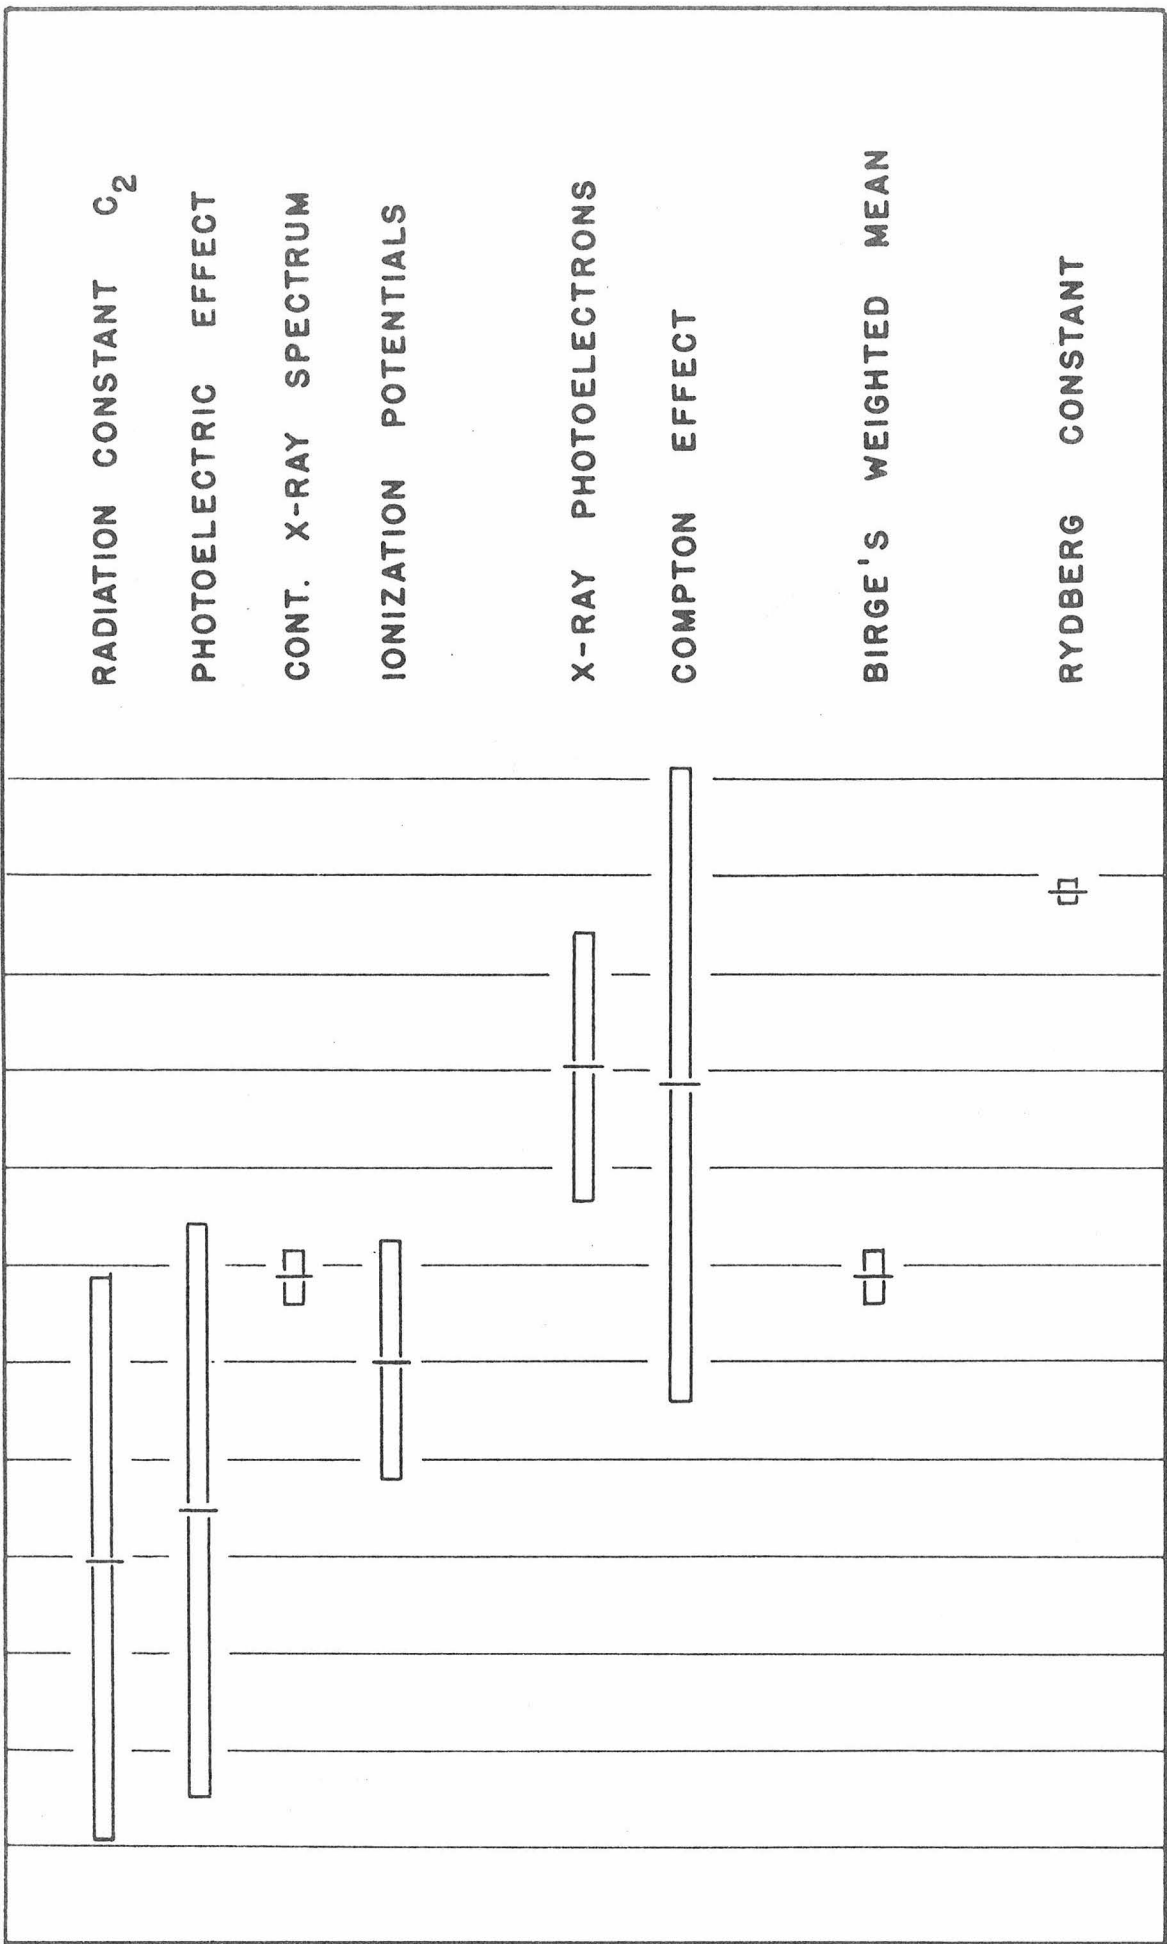 RADIATION CONSTANT C₂
PHOTOELECTRIC EFFECT
CONT. X-RAY SPECTRUM
IONIZATION POTENTIALS
X-RAY PHOTOELECTRONS
COMPTON EFFECT
BIRGE'S WEIGHTED MEAN
RYDBERG CONSTANT